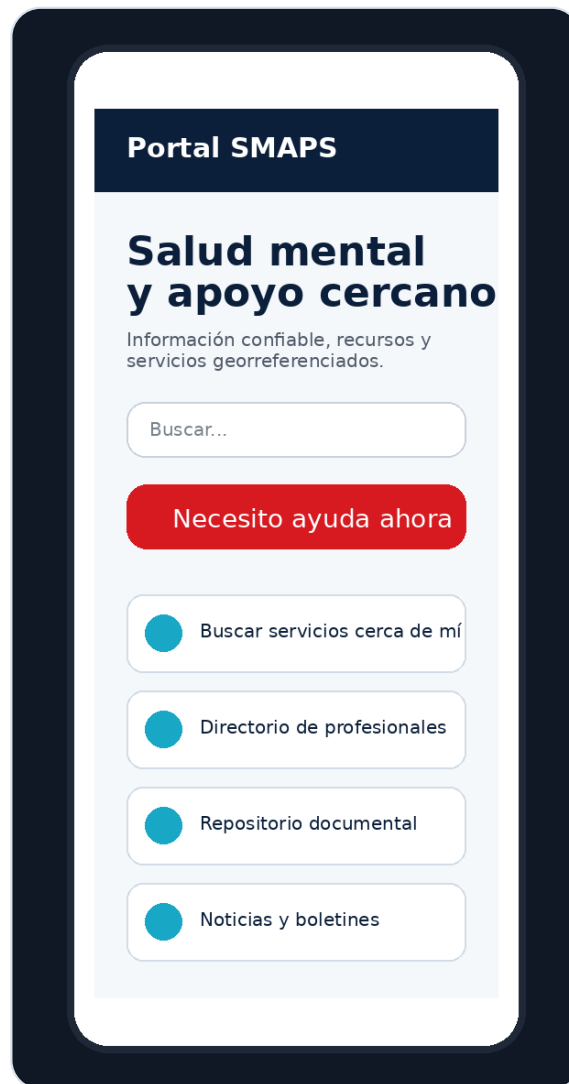 Portal SMAPS
Salud mental
y apoyo cercano
Información confiable, recursos y
servicios georreferenciados.
Buscar...
Necesito ayuda ahora
Buscar servicios cerca de mí
Directorio de profesionales
Repositorio documental
Noticias y boletines